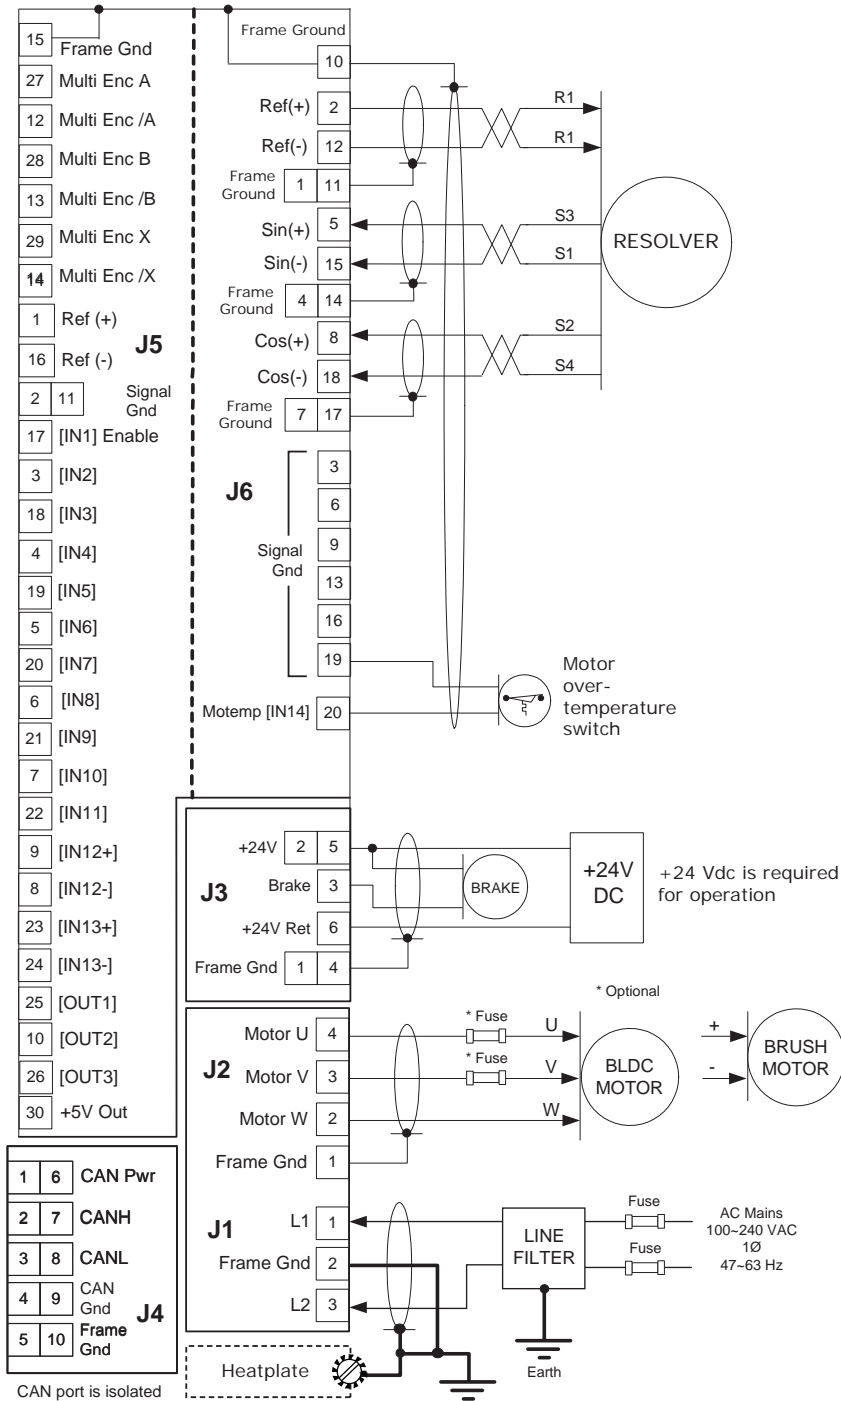 15 Frame Gnd
27 Multi Enc A
12 Multi Enc /A
28 Multi Enc B
13 Multi Enc /B
29 Multi Enc X
14 Multi Enc /X
1 Ref (+)
J5
16 Ref (-)
2 11 Signal
Gnd
17 [IN1] Enable
3 [IN2]
18 [IN3]
4 [IN4]
19 [IN5]
5 [IN6]
20 [IN7]
6 [IN8]
21 [IN9]
7 [IN10]
22 [IN11]
9 [IN12+]
8 [IN12-]
23 [IN13+]
24 [IN13-]
25 [OUT1]
10 [OUT2]
26 [OUT3]
30 +5V Out
1 6 CAN Pwr
2 7 CANH
3 8 CANL
4 9 CAN
Gnd
J4
5 10 Frame
Gnd
CAN port is isolated
Frame Ground
10
Ref(+) 2
R1
Ref(-) 12
R1
Frame
Ground 1 11
Sin(+) 5
S3
RESOLVER
Sin(-) 15
S1
Frame
Ground 4 14
Cos(+) 8
S2
Cos(-) 18
S4
Frame
Ground 7 17
J6
3
6
Signal
Gnd
9
13
16
19
Motemp [IN14] 20
Motor
over-
temperature
switch
J3
+24V 2 5
Brake 3
+24V Ret 6
Frame Gnd 1 4
BRAKE
+24V
DC
+24 Vdc is required
for operation
* Optional
J2
Motor U 4
* Fuse
U
Motor V 3
* Fuse
V
Motor W 2
W
Frame Gnd 1
BLDC
MOTOR
+
-
BRUSH
MOTOR
J1
L1 1
Frame Gnd 2
L2 3
LINE
FILTER
Fuse
Fuse
AC Mains
100~240 VAC
1Ø
47~63 Hz
Heatplate
Earth